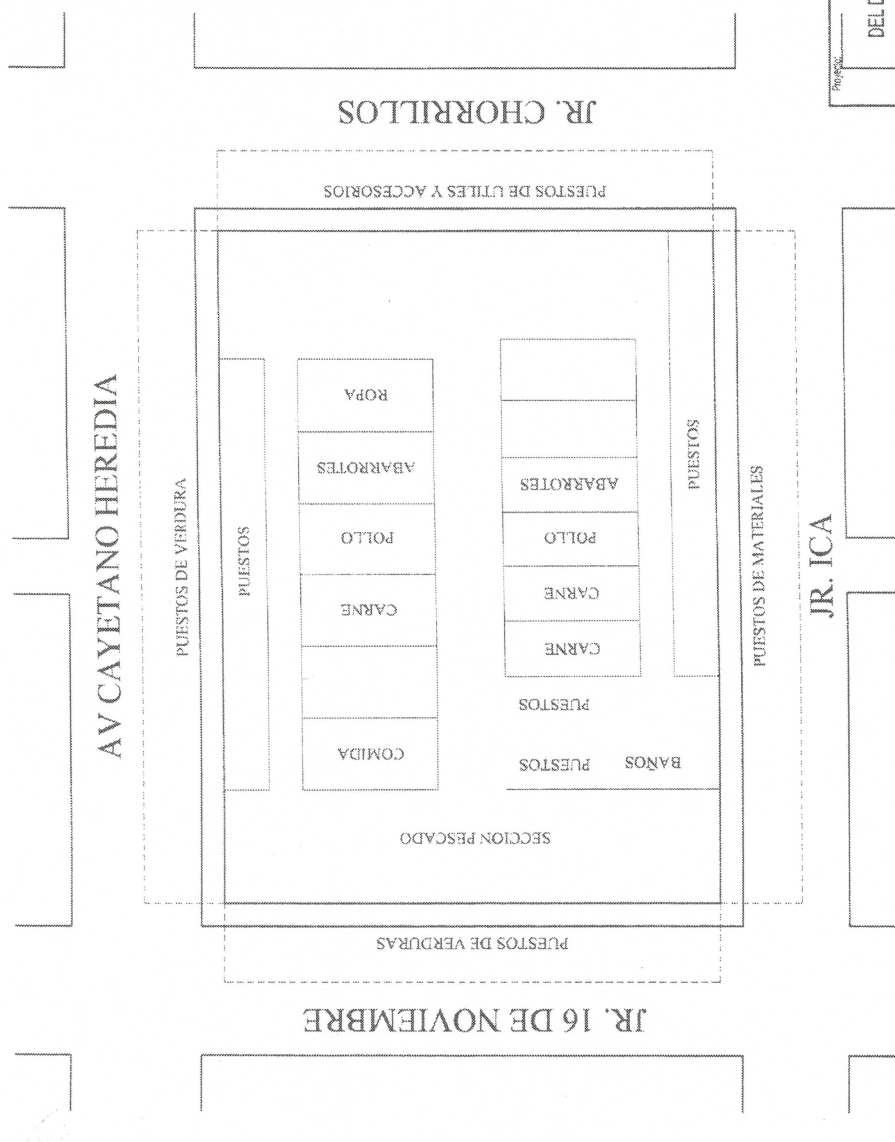 Proyecto:
DEL D
JR. CHORRILLOS
PUESTOS DE UTILES Y ACCESORIOS
AV CAYETANO HEREDIA
PUESTOS DE VERDURA
PUESTOS
ROPA
ABARROTES
POLLO
CARNE
COMIDA
ABARROTES
POLLO
CARNE
CARNE
PUESTOS
PUESTOS
BAÑOS
PUESTOS
PUESTOS DE MATERIALES
JR. ICA
SECCION PESCADO
PUESTOS DE VERDURAS
JR. 16 DE NOVIEMBRE